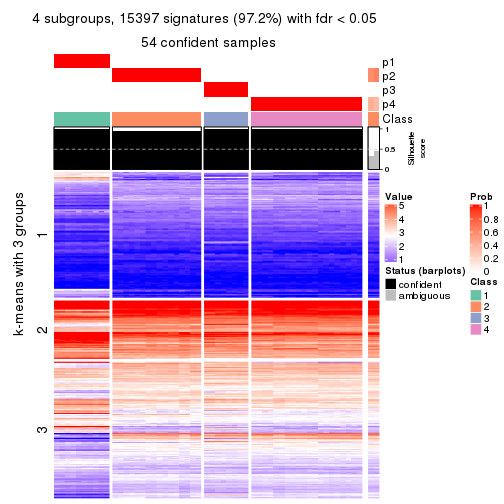 4 subgroups, 15397 signatures (97.2%) with fdr < 0.05
54 confident samples
p1
p2
p3
p4
Class
1
0.5
0
Silhouette
score
k-means with 3 groups
1
2
3
Value
5
4
3
2
1
Status (barplots)
confident
ambiguous
Prob
1
0.8
0.6
0.4
0.2
0
Class
1
2
3
4